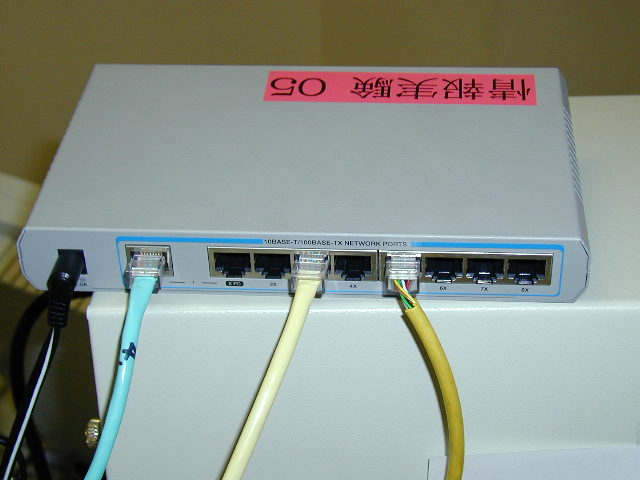 情報実験 05
10BASE-T/100BASE-TX NETWORK PORTS
1 X PC 2X 4X 6X 7X 8X